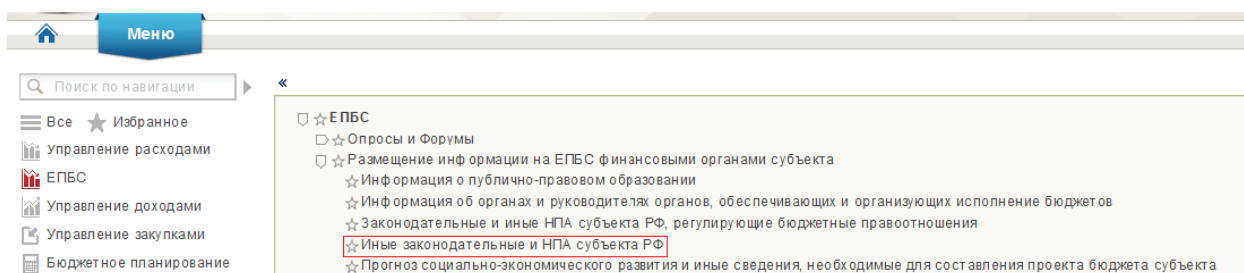 Меню
Поиск по навигации
«
Все Избранное
Управление расходами
ЕПБС
Управление доходами
Управление закупками
Бюджетное планирование
ЕПБС
Опросы и Форумы
Размещение информации на ЕПБС финансовыми органами субъекта
Информация о публично-правовом образовании
Информация об органах и руководителях органов, обеспечивающих и организующих исполнение бюджетов
Законодательные и иные НПА субъекта РФ, регулирующие бюджетные правоотношения
Иные законодательные и НПА субъекта РФ
Прогноз социально-экономического развития и иные сведения, необходимые для составления проекта бюджета субъекта